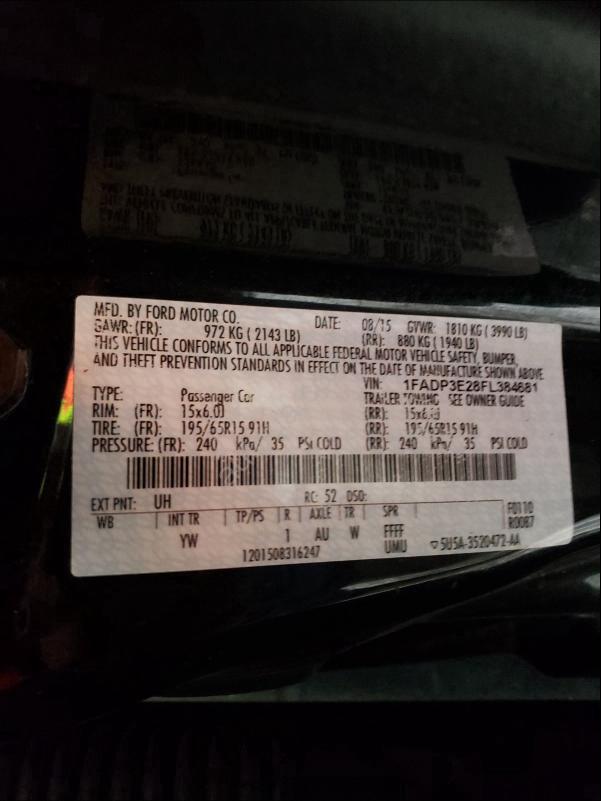 MFD. BY FORD MOTOR CO. DATE: 08/15 GVWR: 1810 KG ( 3990 LB)
GAWR: (FR): 972 KG ( 2143 LB) (RR): 880 KG ( 1940 LB)
THIS VEHICLE CONFORMS TO ALL APPLICABLE FEDERAL MOTOR VEHICLE SAFETY, BUMPER,
AND THEFT PREVENTION STANDARDS IN EFFECT ON THE DATE OF MANUFACTURE SHOWN ABOVE.
VIN: 1FADP3E28FL384681
TYPE: Passenger Car TRAILER TOWING SEE OWNER GUIDE
RIM: (FR): 15x6.0J (RR): 15x6.0J
TIRE: (FR): 195/65R15 91H (RR): 195/65R15 91H
PRESSURE: (FR): 240 kPa/ 35 PSI COLD (RR): 240 kPa/ 35 PSI COLD
EXT PNT: UH RC: 52 DSO: F0110
WB INT TR TP/PS R AXLE TR SPR R0087
YW 1 AU W FFFF
UMU
1201508316247 ▽5U5A-3520472-AA